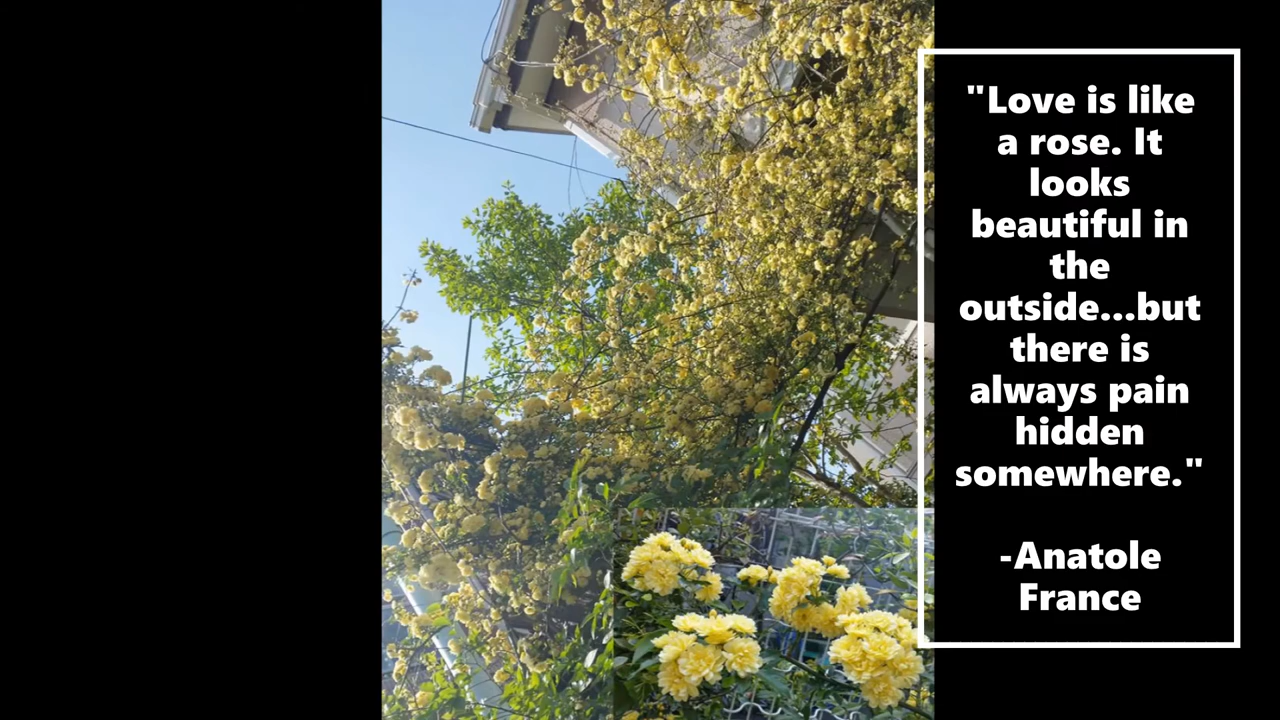 "Love is like
a rose. It
looks
beautiful in
the
outside...but
there is
always pain
hidden
somewhere."
-Anatole
France